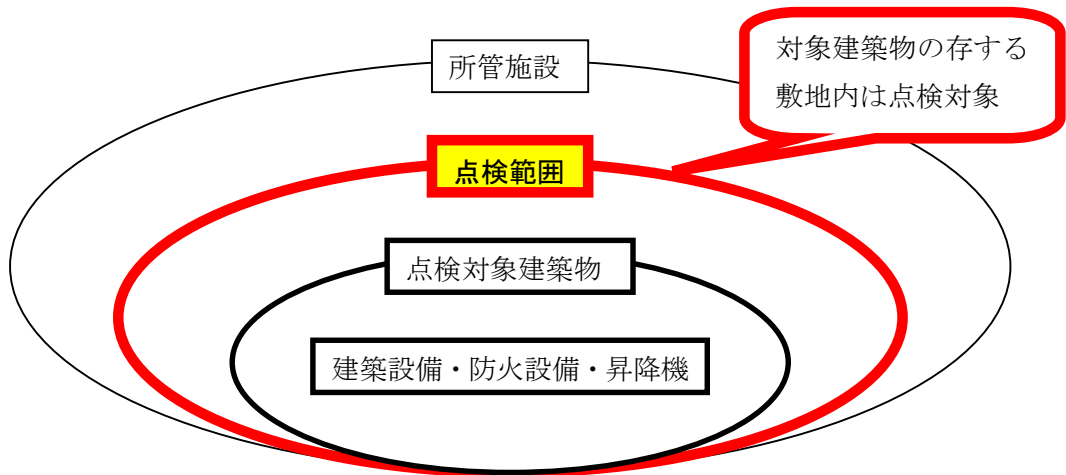 所管施設
対象建築物の存する
敷地内は点検対象
点検範囲
点検対象建築物
建築設備・防火設備・昇降機